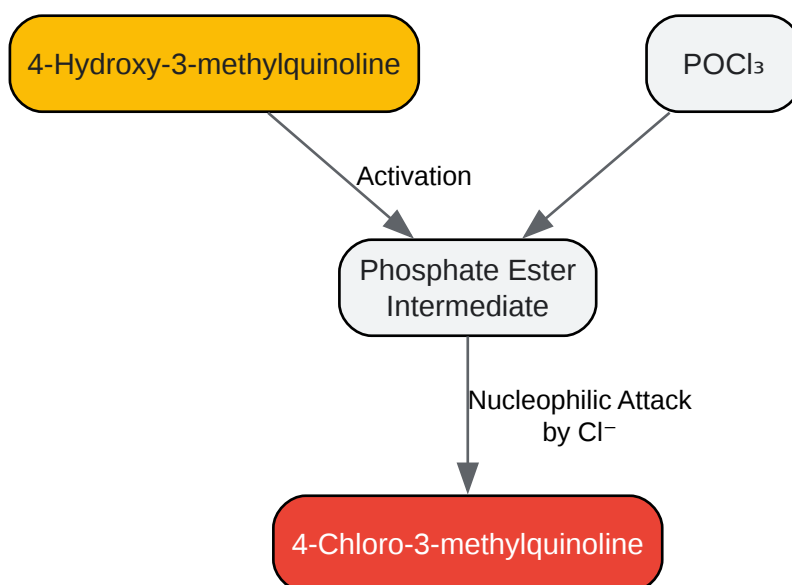 4-Hydroxy-3-methylquinoline
POCl₃
Activation
Phosphate Ester
Intermediate
Nucleophilic Attack
by Cl⁻
4-Chloro-3-methylquinoline